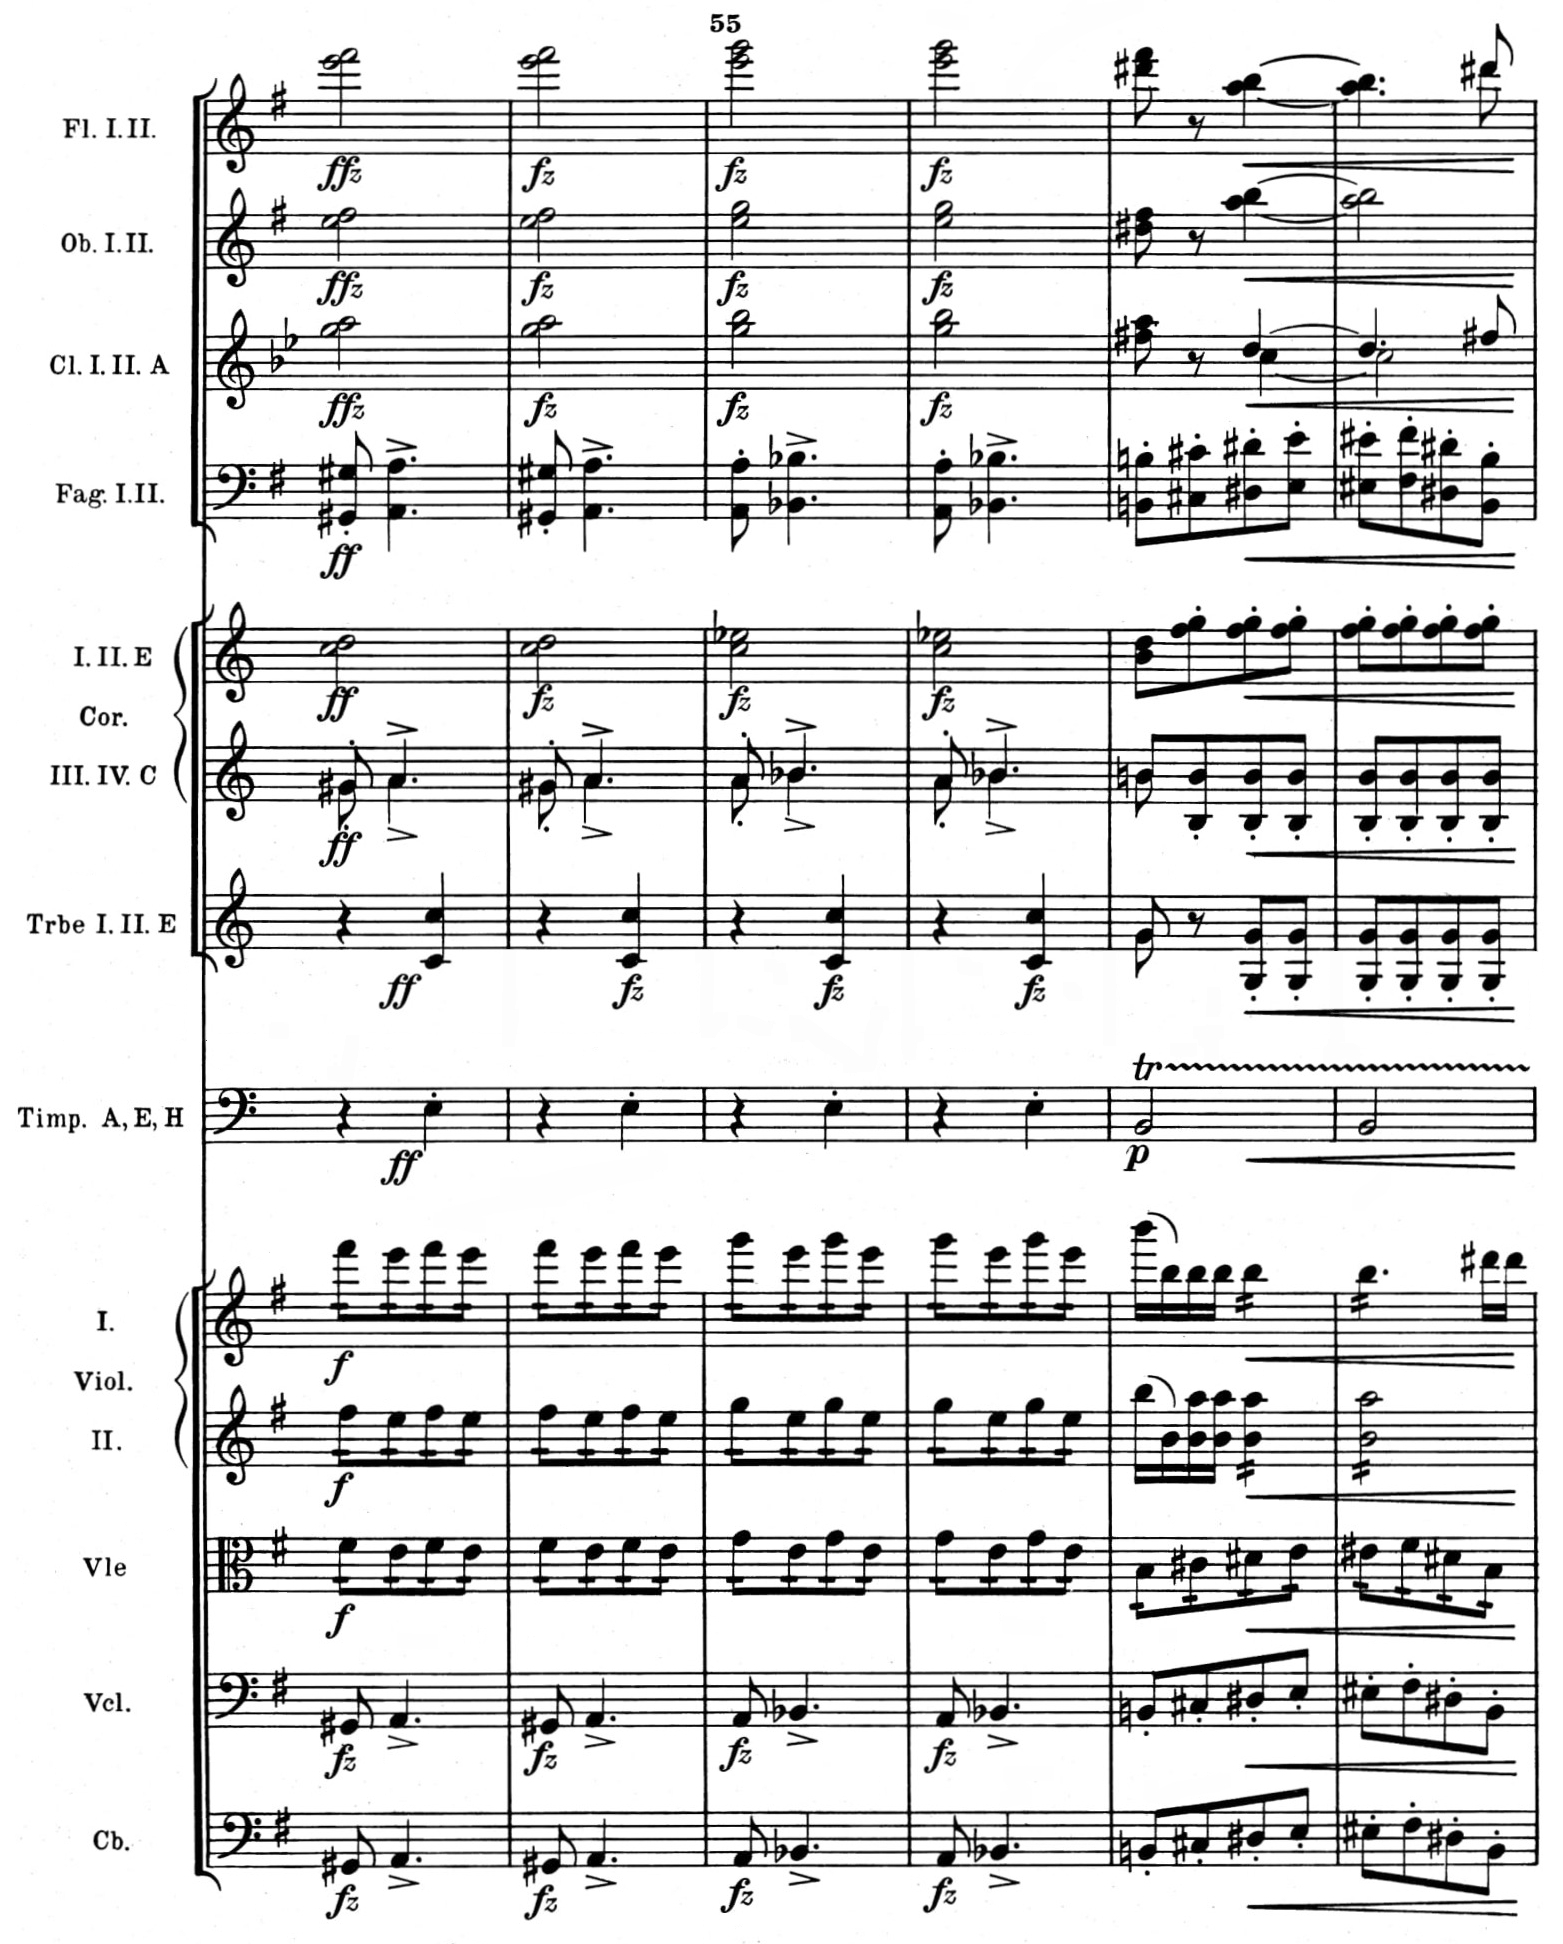 55
Fl. I. II.
ffz fz fz fz
Ob. I. II.
ffz fz fz fz
Cl. I. II. A
ffz fz fz fz
Fag. I. II.
ff
I. II. E
ff fz fz fz
Cor.
III. IV. C
ff
Trbe I. II. E
ff fz fz fz
tr
Timp. A, E, H
ff p
I.
f
Viol.
II.
f
Vle
f
Vcl.
fz fz fz fz
Cb.
fz fz fz fz